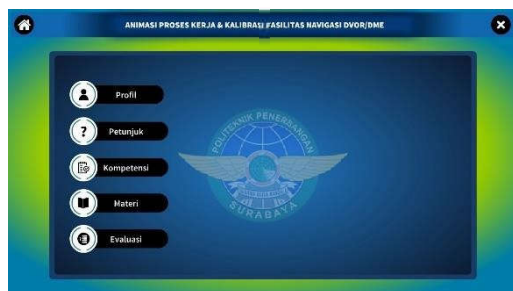 ANIMASI PROSES KERJA & KALIBRASI FASILITAS NAVIGASI DVOR/DME
Profil
Petunjuk
Kompetensi
Materi
Evaluasi
POLITEKNIK PENERBANGAN
SURABAYA